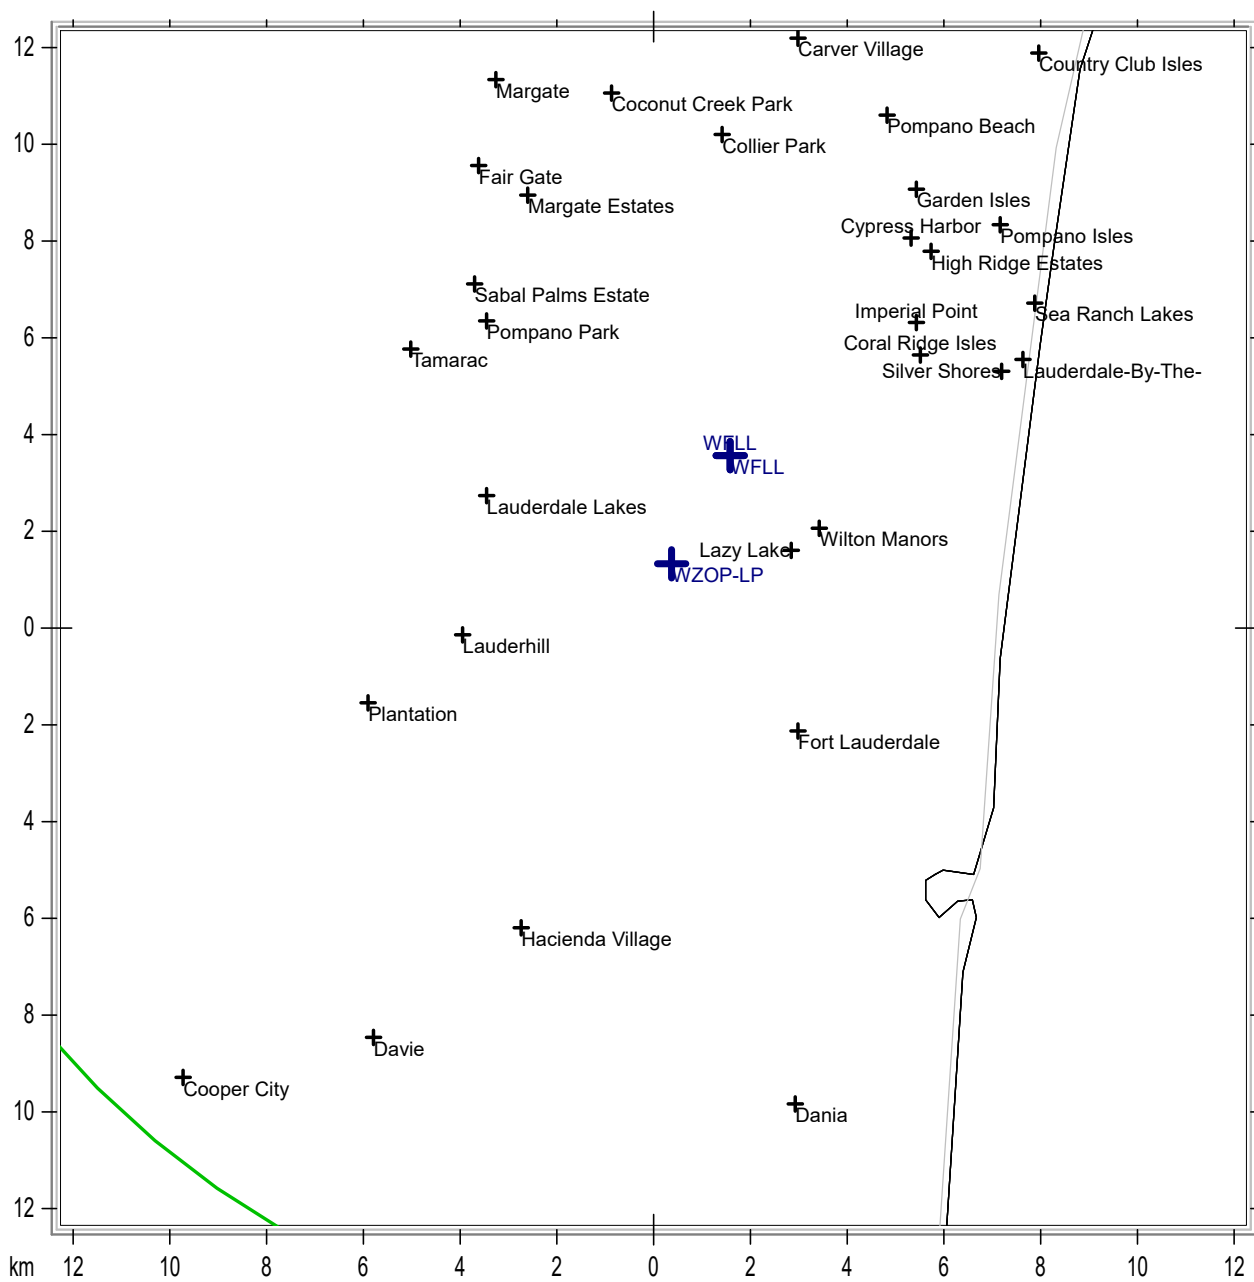 12
Carver Village
Country Club Isles
Margate
Coconut Creek Park
Pompano Beach
10
Collier Park
Fair Gate
Margate Estates
Garden Isles
8
Cypress Harbor
Pompano Isles
High Ridge Estates
Sabal Palms Estate
Imperial Point
Sea Ranch Lakes
6
Pompano Park
Coral Ridge Isles
Tamarac
Silver Shores
Lauderdale-By-The-
4
WFLL
WFLL
Lauderdale Lakes
2
Wilton Manors
Lazy Lake
WZOP-LP
0
Lauderhill
Plantation
2
Fort Lauderdale
4
6
Hacienda Village
8
Davie
Cooper City
10
Dania
12
km 12 10 8 6 4 2 0 2 4 6 8 10 12